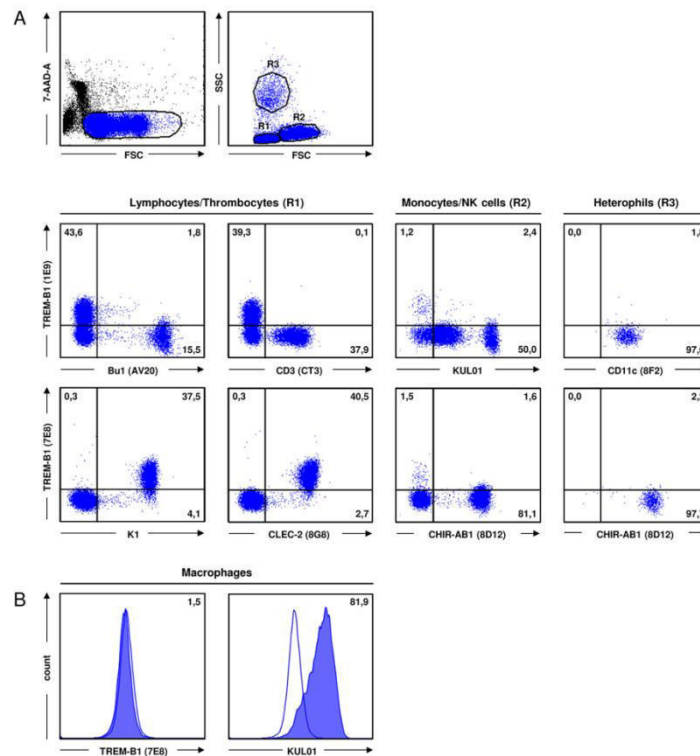 A
7-AAD-A
FSC
SSC
R3
R1
R2
FSC
Lymphocytes/Thrombocytes (R1)
Monocytes/NK cells (R2)
Heterophils (R3)
TREM-B1 (1E9)
43,6
1,8
15,5
Bu1 (AV20)
39,3
0,1
37,9
CD3 (CT3)
1,2
2,4
50,0
KUL01
0,0
CD11c (8F2)
TREM-B1 (7E8)
0,3
37,5
4,1
K1
0,3
40,5
2,7
CLEC-2 (8G8)
1,5
1,6
81,1
CHIR-AB1 (8D12)
0,0
CHIR-AB1 (8D12)
B
Macrophages
count
1,5
TREM-B1 (7E8)
81,9
KUL01